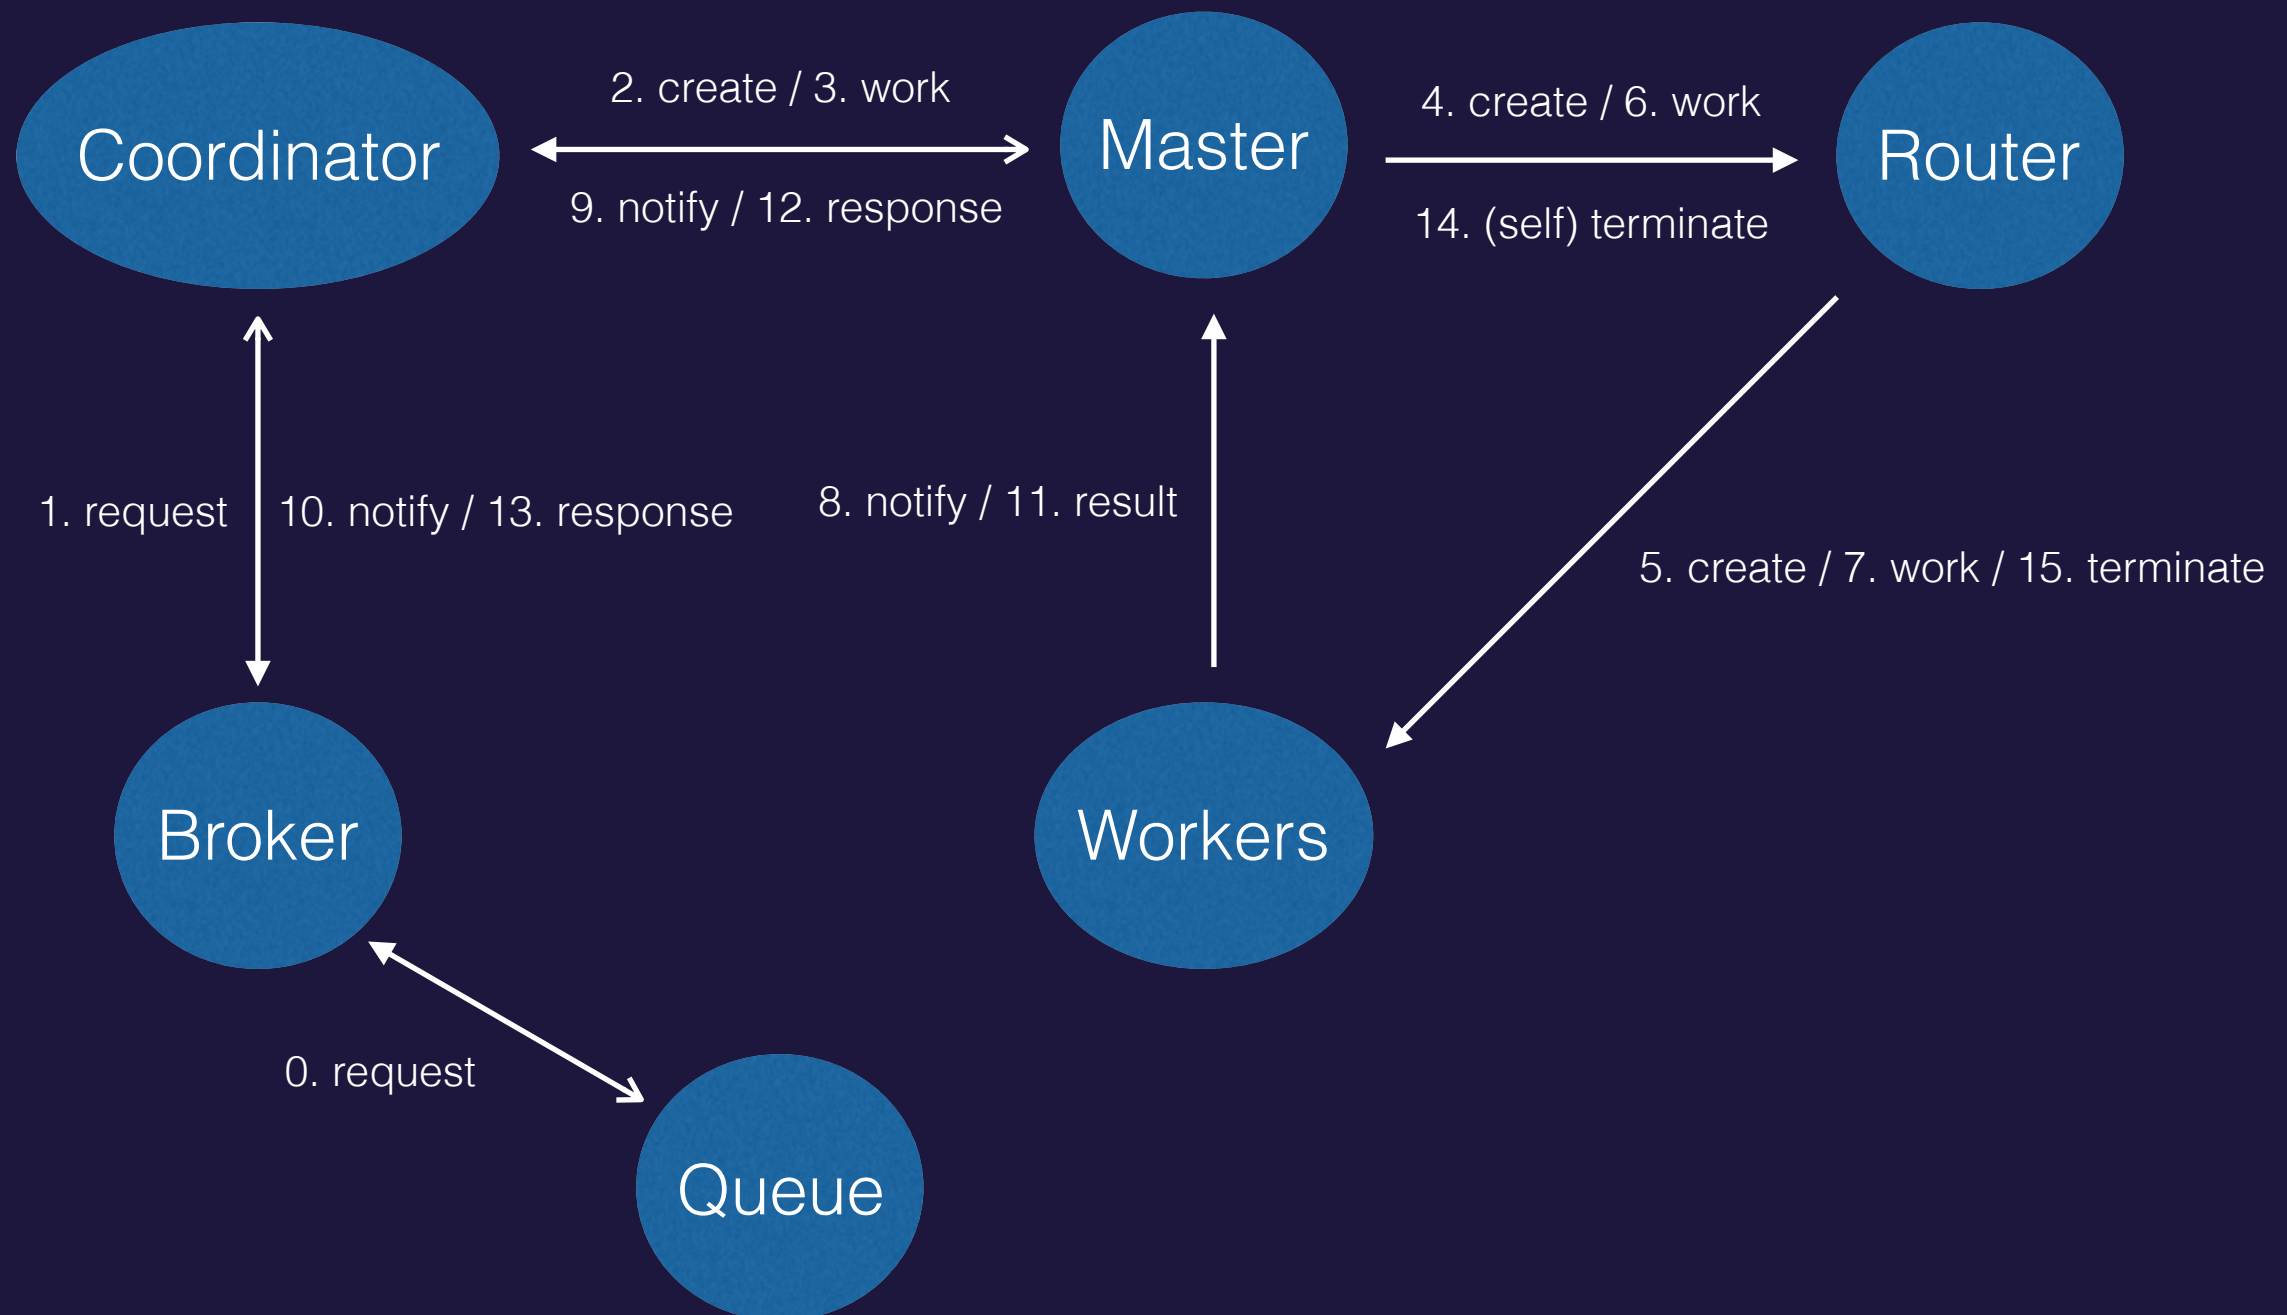 Coordinator
2. create / 3. work
9. notify / 12. response
Master
4. create / 6. work
14. (self) terminate
Router
1. request
10. notify / 13. response
8. notify / 11. result
5. create / 7. work / 15. terminate
Broker
Workers
0. request
Queue